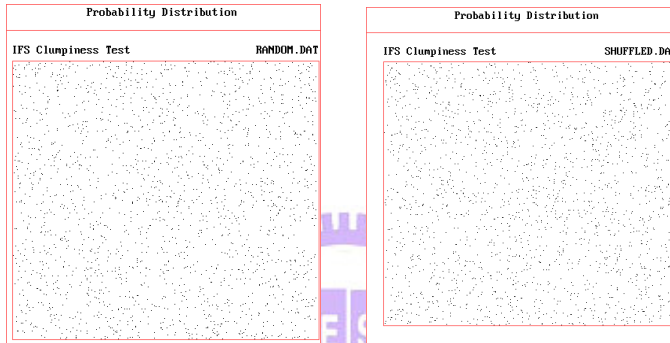 Probability Distribution
IFS Clumpiness Test RANDOM.DAT
Probability Distribution
IFS Clumpiness Test SHUFFLED.DA
E S